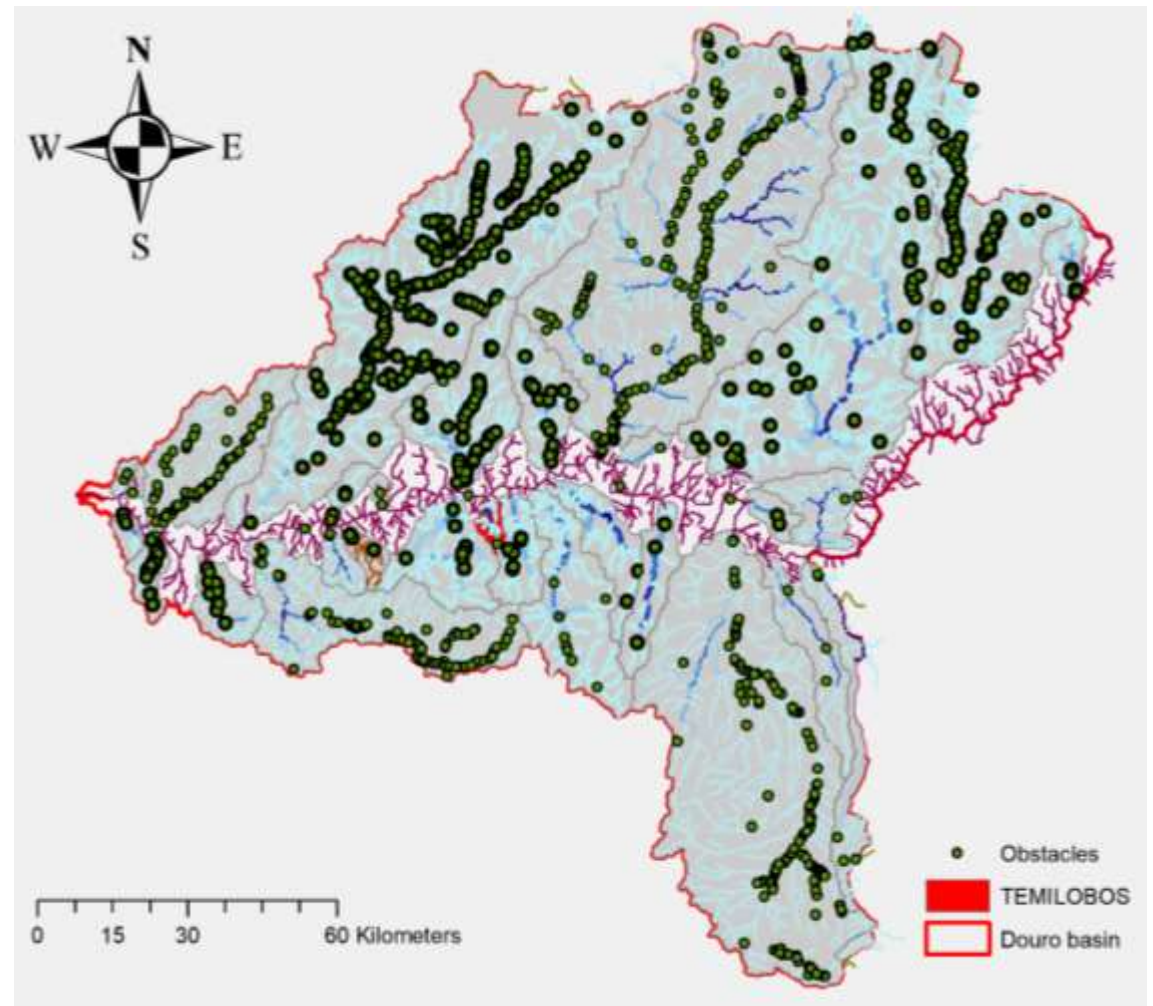 N
W E
S
Obstacles
TEMILOBOS
Douro basin
0 15 30 60 Kilometers